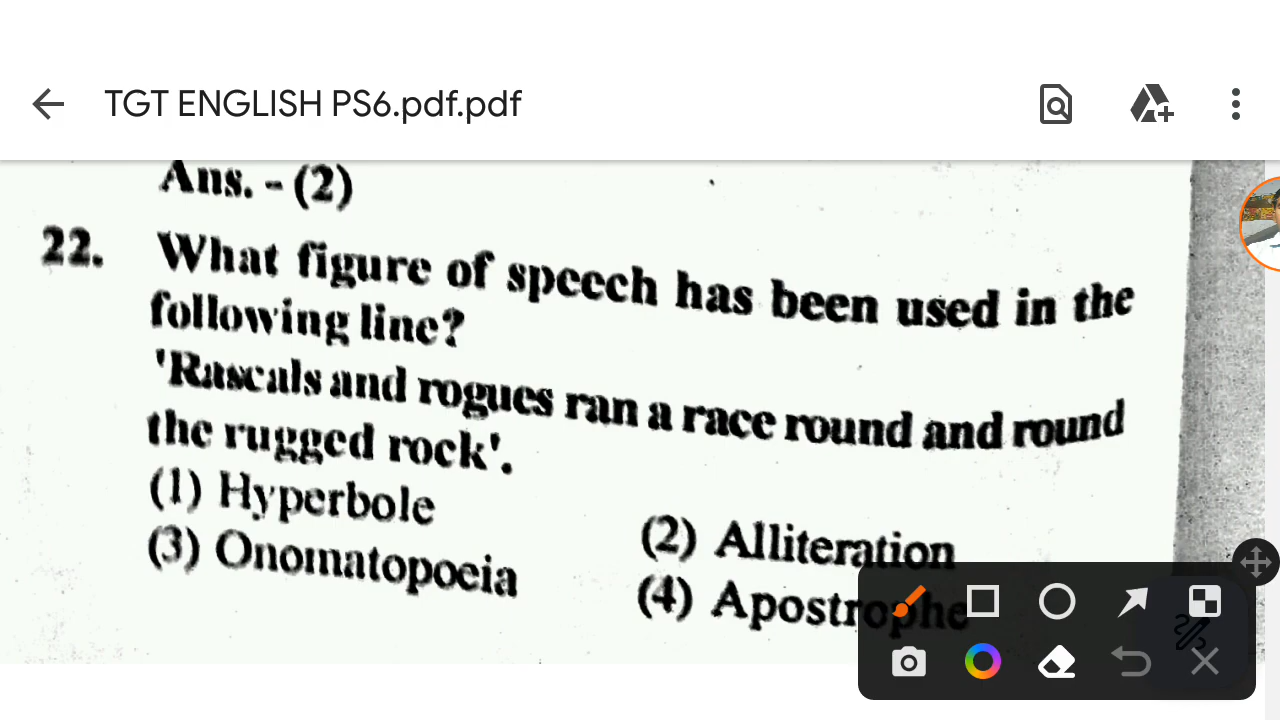 TGT ENGLISH PS6.pdf.pdf
Ans. - (2)
22. What figure of speech has been used in the
following line?
'Rascals and rogues ran a race round and round
the rugged rock'.
(1) Hyperbole
(2) Alliteration
(3) Onomatopoeia
(4) Apostrophe